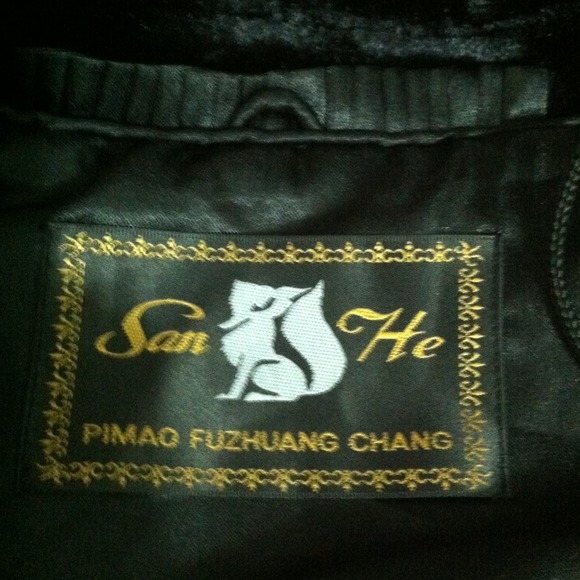 San He
PIMAO FUZHUANG CHANG